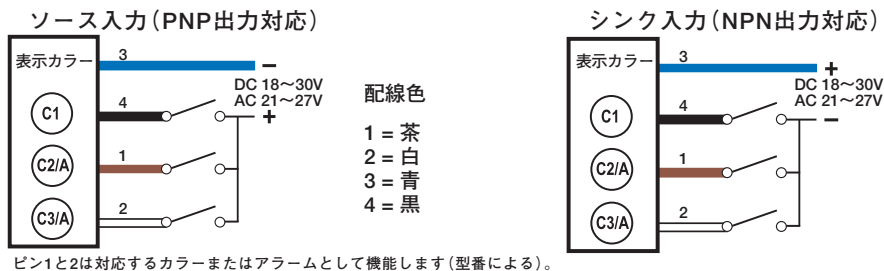 ソース入力（PNP出力対応）
表示カラー
3
−
DC 18～30V
AC 21～27V
+
C1
4
C2/A
1
C3/A
2
配線色
1 = 茶
2 = 白
3 = 青
4 = 黒
シンク入力（NPN出力対応）
表示カラー
3
+
DC 18～30V
AC 21～27V
−
C1
4
C2/A
1
C3/A
2
ピン1と2は対応するカラーまたはアラームとして機能します（型番による）。